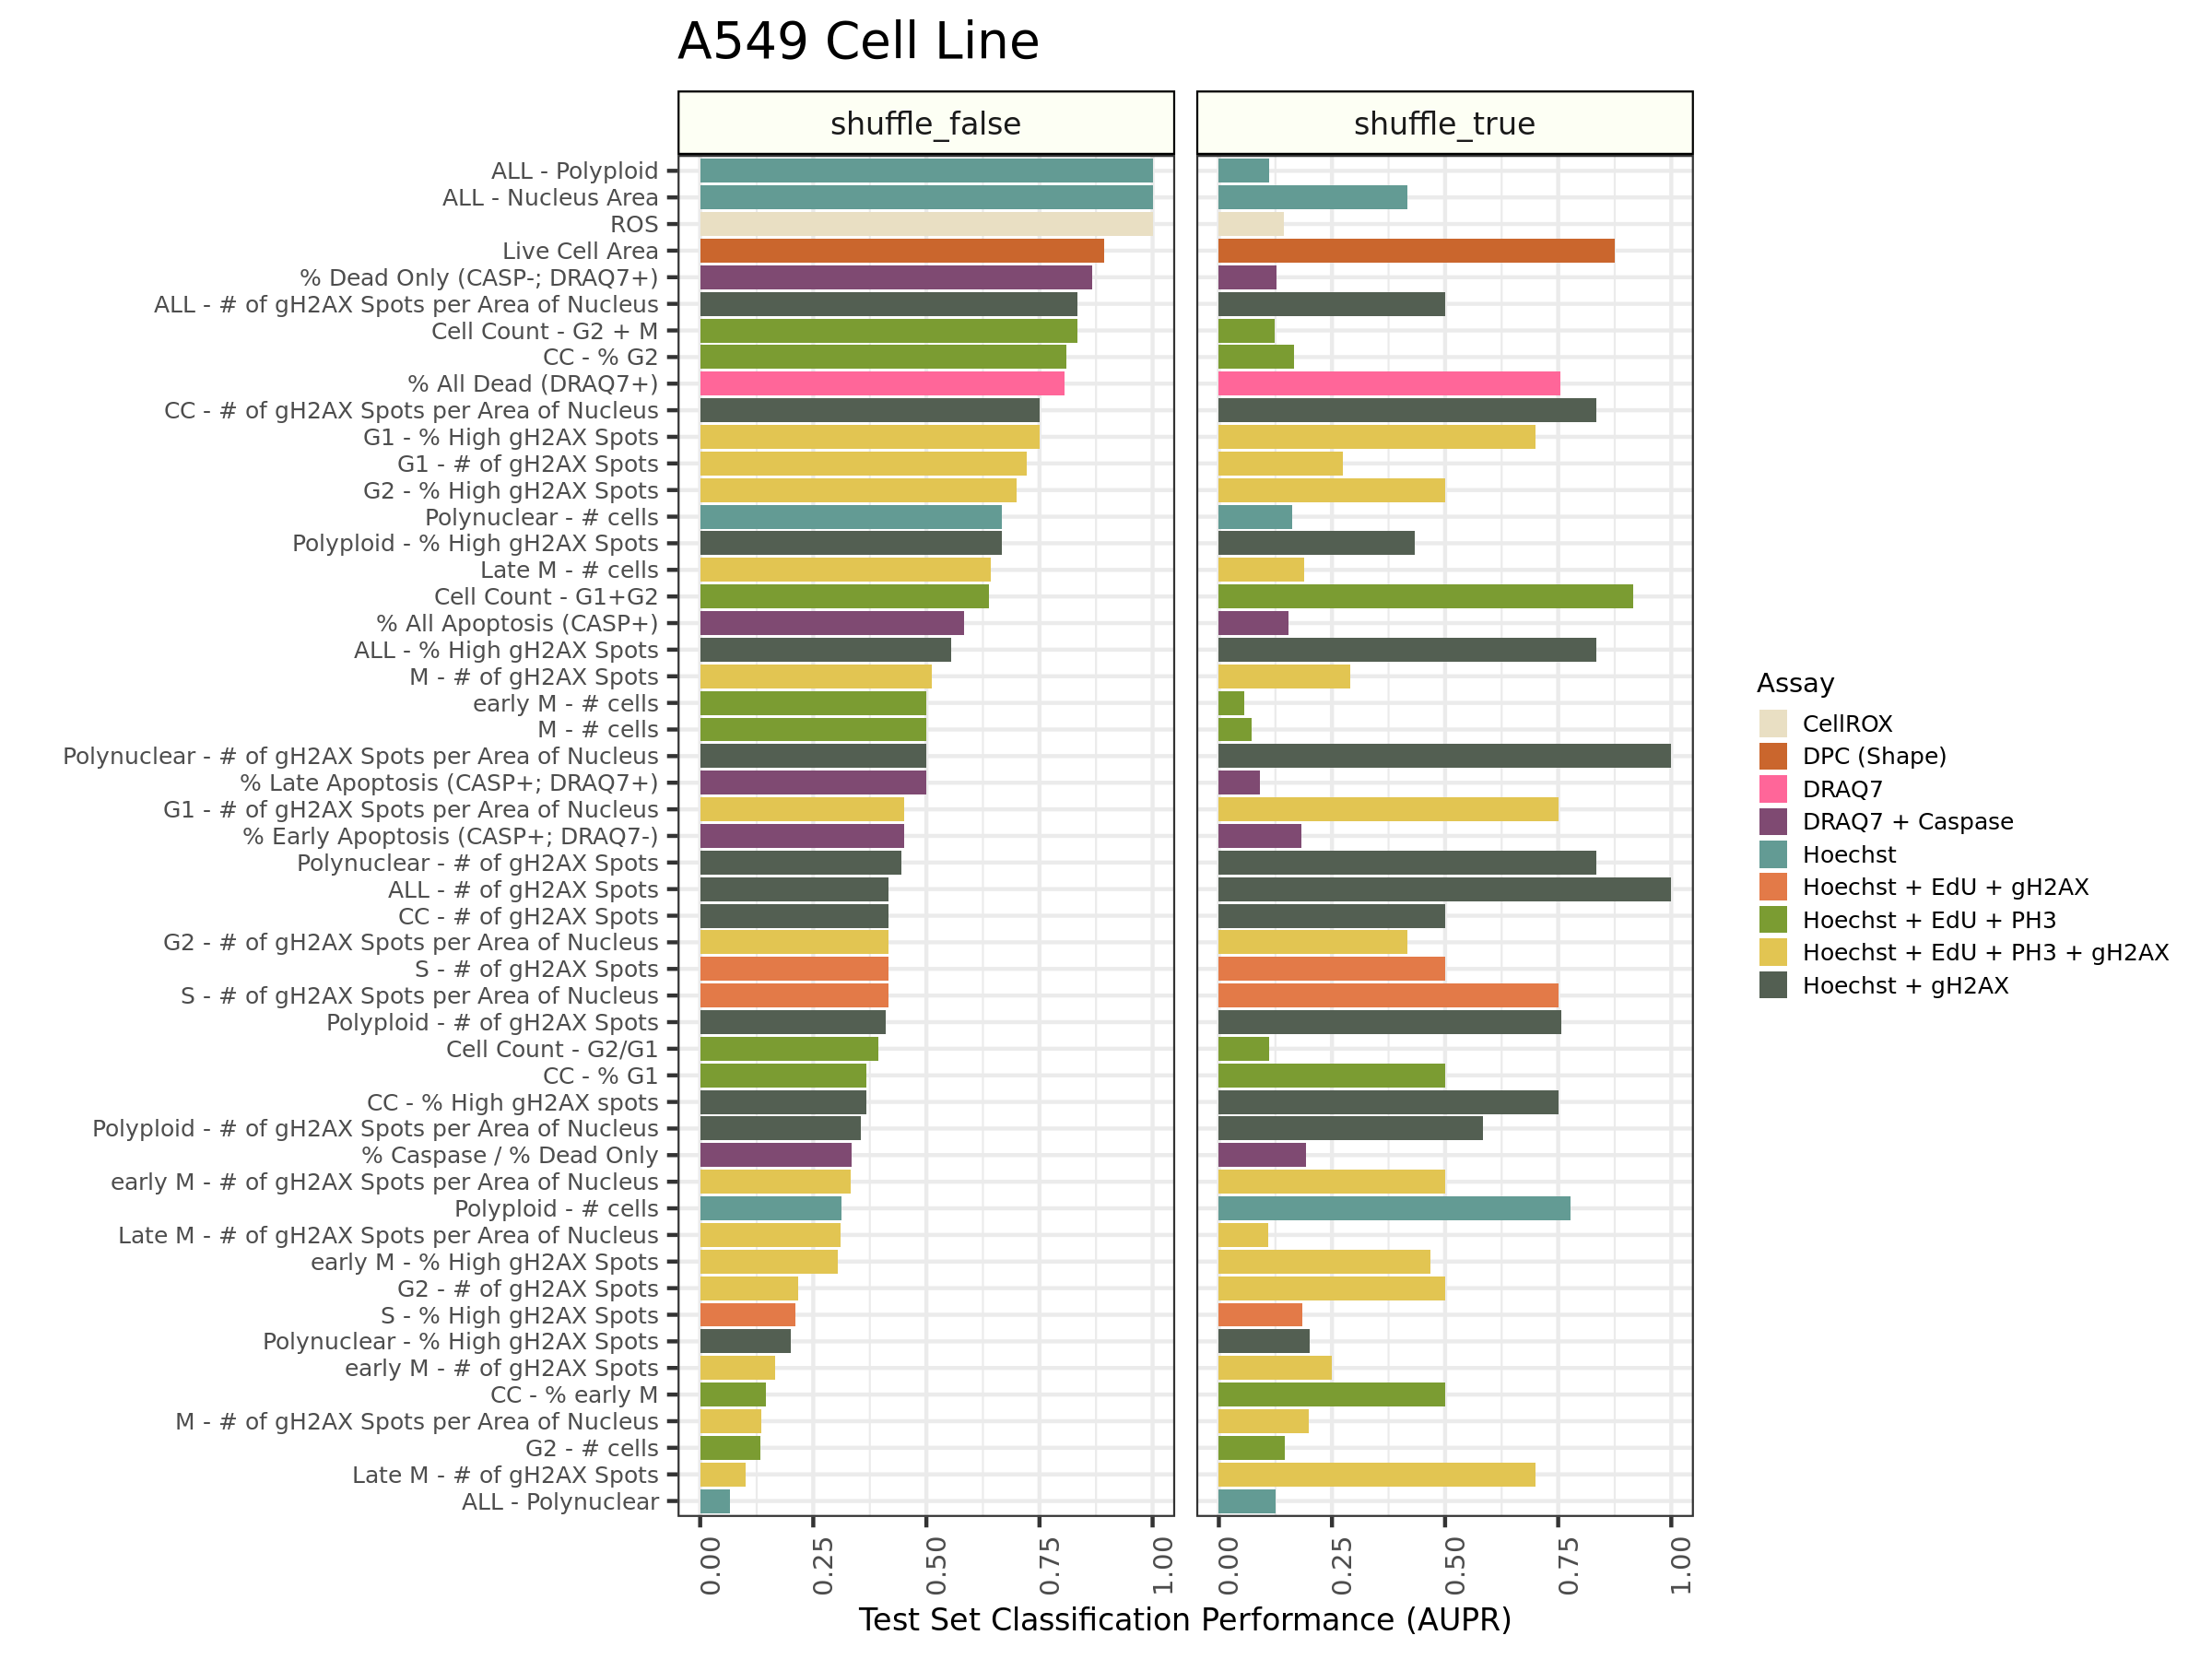 A549 Cell Line
shuffle_false
shuffle_true
ALL - Polyploid
ALL - Nucleus Area
ROS
Live Cell Area
% Dead Only (CASP-; DRAQ7+)
ALL - # of gH2AX Spots per Area of Nucleus
Cell Count - G2 + M
CC - % G2
% All Dead (DRAQ7+)
CC - # of gH2AX Spots per Area of Nucleus
G1 - % High gH2AX Spots
G1 - # of gH2AX Spots
G2 - % High gH2AX Spots
Polynuclear - # cells
Polyploid - % High gH2AX Spots
Late M - # cells
Cell Count - G1+G2
% All Apoptosis (CASP+)
ALL - % High gH2AX Spots
M - # of gH2AX Spots
early M - # cells
M - # cells
Polynuclear - # of gH2AX Spots per Area of Nucleus
% Late Apoptosis (CASP+; DRAQ7+)
G1 - # of gH2AX Spots per Area of Nucleus
% Early Apoptosis (CASP+; DRAQ7-)
Polynuclear - # of gH2AX Spots
ALL - # of gH2AX Spots
CC - # of gH2AX Spots
G2 - # of gH2AX Spots per Area of Nucleus
S - # of gH2AX Spots
S - # of gH2AX Spots per Area of Nucleus
Polyploid - # of gH2AX Spots
Cell Count - G2/G1
CC - % G1
CC - % High gH2AX spots
Polyploid - # of gH2AX Spots per Area of Nucleus
% Caspase / % Dead Only
early M - # of gH2AX Spots per Area of Nucleus
Polyploid - # cells
Late M - # of gH2AX Spots per Area of Nucleus
early M - % High gH2AX Spots
G2 - # of gH2AX Spots
S - % High gH2AX Spots
Polynuclear - % High gH2AX Spots
early M - # of gH2AX Spots
CC - % early M
M - # of gH2AX Spots per Area of Nucleus
G2 - # cells
Late M - # of gH2AX Spots
ALL - Polynuclear
0.00
0.25
0.50
0.75
1.00
0.00
0.25
0.50
0.75
1.00
Test Set Classification Performance (AUPR)
Assay
CellROX
DPC (Shape)
DRAQ7
DRAQ7 + Caspase
Hoechst
Hoechst + EdU + gH2AX
Hoechst + EdU + PH3
Hoechst + EdU + PH3 + gH2AX
Hoechst + gH2AX